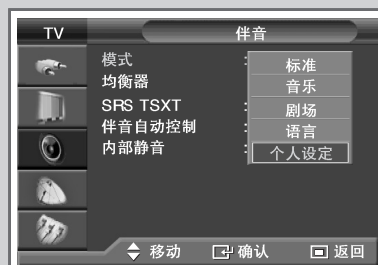 TV 伴音
模式 : 标准
音乐
均衡器
SRS TSXT : 剧场
伴音自动控制 : 语言
内部静音 : 个人设定
移动 确认 返回